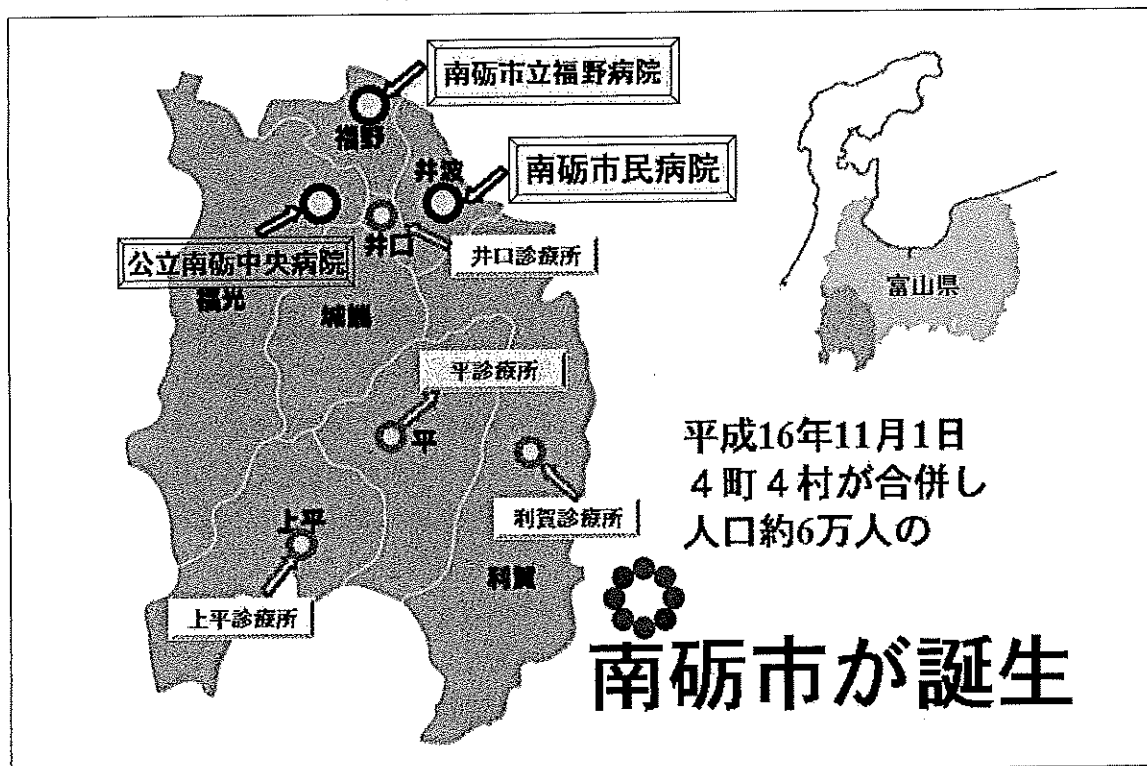 南砺市立福野病院
福野
井波
南砺市民病院
井口
井口診療所
公立南砺中央病院
福光
城端
富山県
平診療所
平
利賀診療所
上平
上平診療所
利賀
平成16年11月1日
4町4村が合併し
人口約6万人の
南砺市が誕生